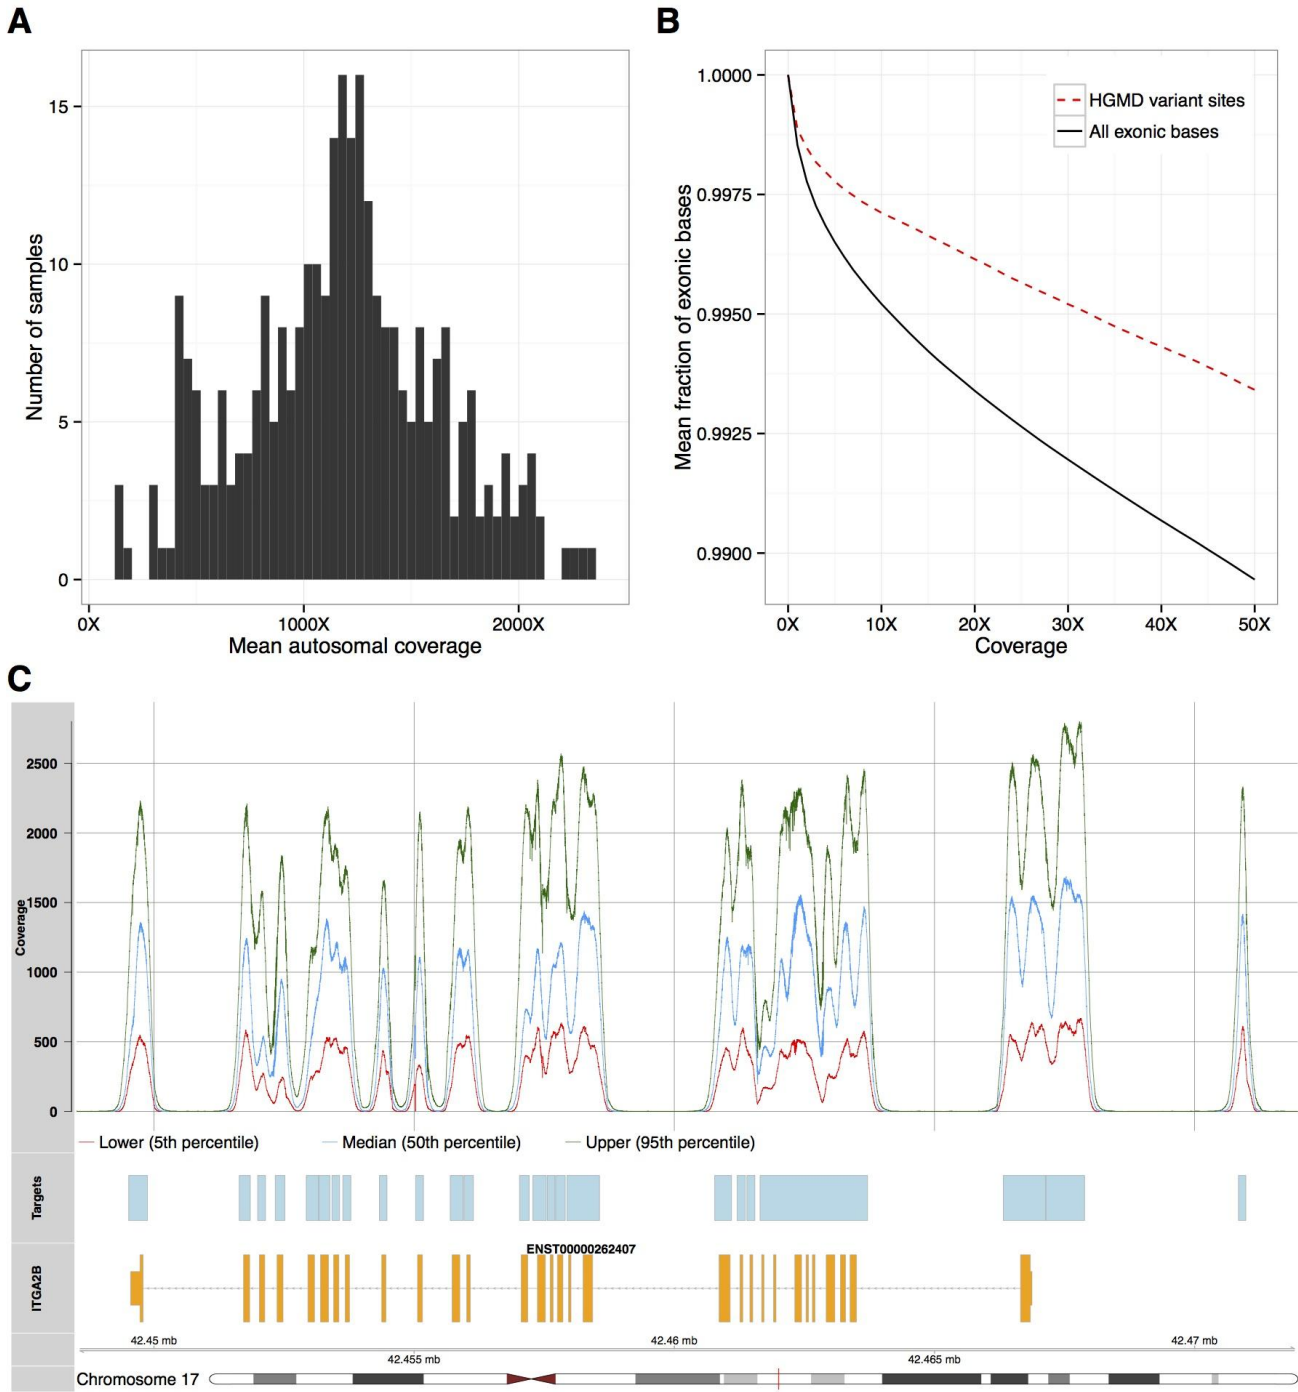 A
15
10
5
0
Number of samples
0X 1000X 2000X
Mean autosomal coverage
B
1.0000
0.9975
0.9950
0.9925
0.9900
Mean fraction of exonic bases
HGMD variant sites
All exonic bases
0X 10X 20X 30X 40X 50X
Coverage
C
2500
2000
1500
1000
500
0
Coverage
Lower (5th percentile) Median (50th percentile) Upper (95th percentile)
Targets
ENST00000262407
ITGA2B
42.45 mb 42.46 mb 42.47 mb
42.455 mb 42.465 mb
Chromosome 17